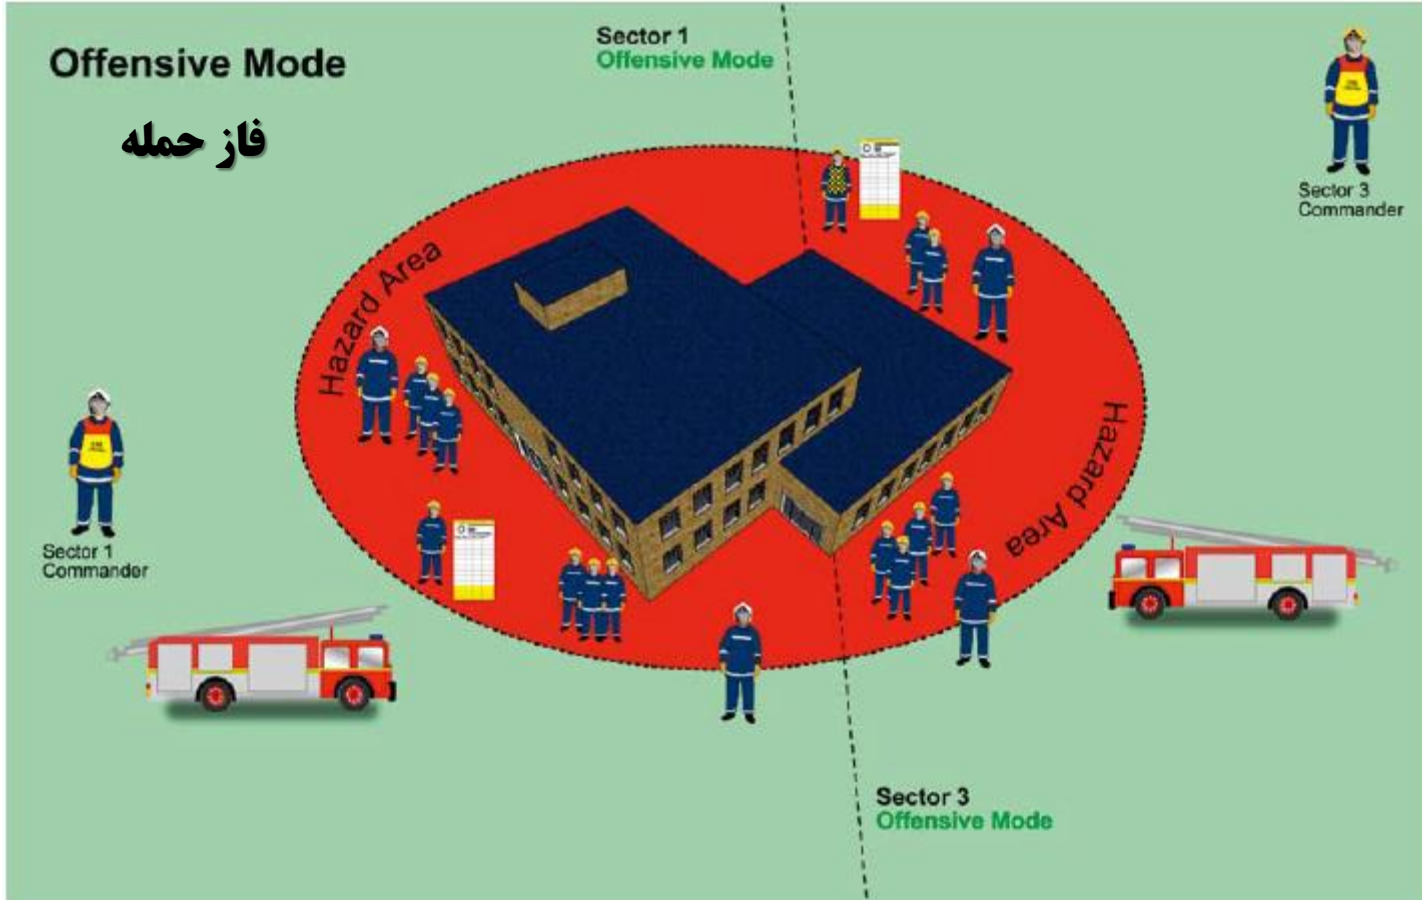 Offensive Mode
فاز حمله
Sector 1
Offensive Mode
Sector 3
Commander
Hazard Area
Hazard Area
Sector 1
Commander
Sector 3
Offensive Mode